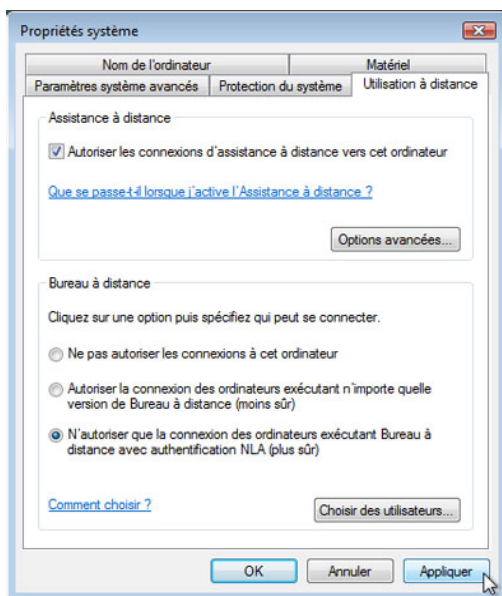 Propriétés système
Nom de l'ordinateur
Matériel
Paramètres système avancés
Protection du système
Utilisation à distance
Assistance à distance
Autoriser les connexions d'assistance à distance vers cet ordinateur
Que se passe-t-il lorsque j'active l'Assistance à distance ?
Options avancées...
Bureau à distance
Cliquez sur une option puis spécifiez qui peut se connecter.
Ne pas autoriser les connexions à cet ordinateur
Autoriser la connexion des ordinateurs exécutant n'importe quelle
version de Bureau à distance (moins sûr)
N'autoriser que la connexion des ordinateurs exécutant Bureau à
distance avec authentification NLA (plus sûr)
Comment choisir ?
Choisir des utilisateurs...
OK
Annuler
Appliquer